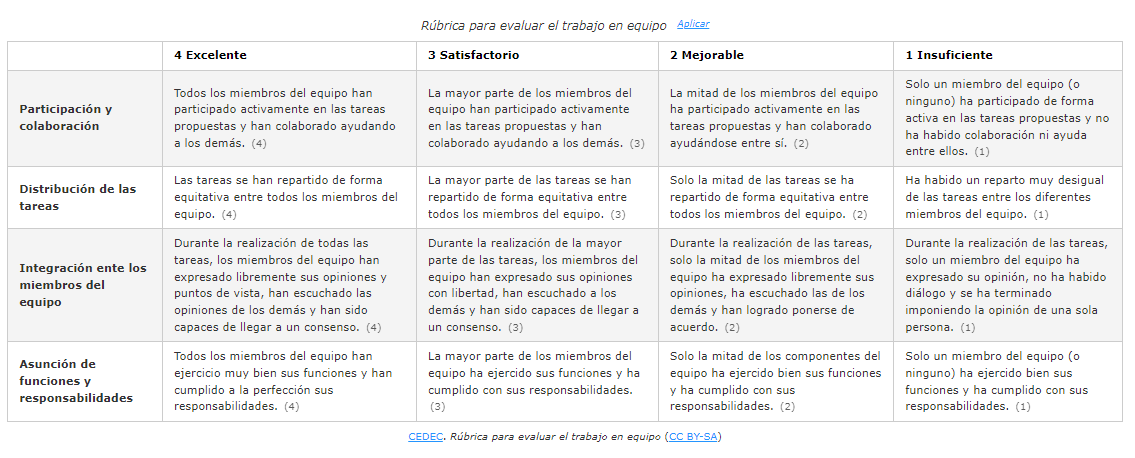 Rúbrica para evaluar el trabajo en equipo Aplicar
4 Excelente
3 Satisfactorio
2 Mejorable
1 Insuficiente
Participación y
colaboración
Todos los miembros del equipo han
participado activamente en las tareas
propuestas y han colaborado ayudando
a los demás. (4)
La mayor parte de los miembros del
equipo han participado activamente
en las tareas propuestas y han
colaborado ayudando a los demás. (3)
La mitad de los miembros del equipo
ha participado activamente en las
tareas propuestas y han colaborado
ayudándose entre sí. (2)
Solo un miembro del equipo (o
ninguno) ha participado de forma
activa en las tareas propuestas y no
ha habido colaboración ni ayuda
entre ellos. (1)
Distribución de las
tareas
Las tareas se han repartido de forma
equitativa entre todos los miembros del
equipo. (4)
La mayor parte de las tareas se han
repartido de forma equitativa entre
todos los miembros del equipo. (3)
Solo la mitad de las tareas se ha
repartido de forma equitativa entre
todos los miembros del equipo. (2)
Ha habido un reparto muy desigual
de las tareas entre los diferentes
miembros del equipo. (1)
Integración ente los
miembros del
equipo
Durante la realización de todas las
tareas, los miembros del equipo han
expresado libremente sus opiniones y
puntos de vista, han escuchado las
opiniones de los demás y han sido
capaces de llegar a un consenso. (4)
Durante la realización de la mayor
parte de las tareas, los miembros del
equipo han expresado sus opiniones
con libertad, han escuchado a los
demás y han sido capaces de llegar a
un consenso. (3)
Durante la realización de las tareas,
solo la mitad de los miembros del
equipo ha expresado libremente sus
opiniones, ha escuchado las de los
demás y han logrado ponerse de
acuerdo. (2)
Durante la realización de las tareas,
solo un miembro del equipo ha
expresado su opinión, no ha habido
diálogo y se ha terminado
imponiendo la opinión de una sola
persona. (1)
Asunción de
funciones y
responsabilidades
Todos los miembros del equipo han
ejercicio muy bien sus funciones y han
cumplido a la perfección sus
responsabilidades. (4)
La mayor parte de los miembros del
equipo ha ejercido sus funciones y ha
cumplido con sus responsabilidades.
(3)
Solo la mitad de los componentes del
equipo ha ejercido bien sus funciones
y ha cumplido con sus
responsabilidades. (2)
Solo un miembro del equipo (o
ninguno) ha ejercido bien sus
funciones y ha cumplido con sus
responsabilidades. (1)
CEDEC. Rúbrica para evaluar el trabajo en equipo (CC BY-SA)